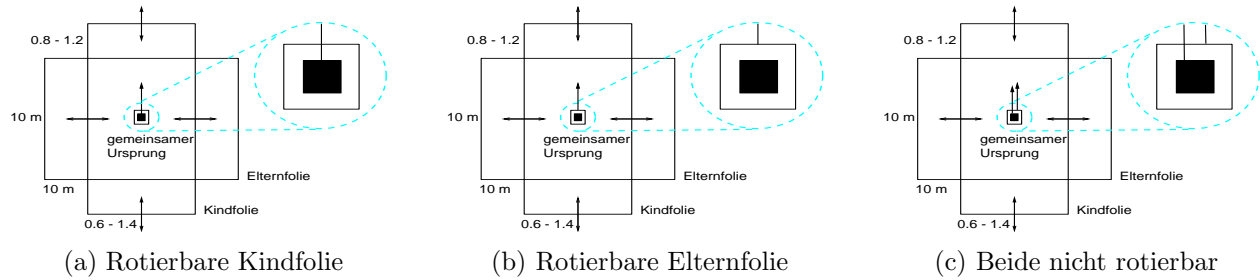 0.8 - 1.2
10 m
gemeinsamer
Ursprung
10 m
Elternfolie
Kindfolie
0.6 - 1.4
(a) Rotierbare Kindfolie
0.8 - 1.2
10 m
gemeinsamer
Ursprung
10 m
Elternfolie
Kindfolie
0.6 - 1.4
(b) Rotierbare Elternfolie
0.8 - 1.2
10 m
gemeinsamer
Ursprung
10 m
Elternfolie
Kindfolie
0.6 - 1.4
(c) Beide nicht rotierbar